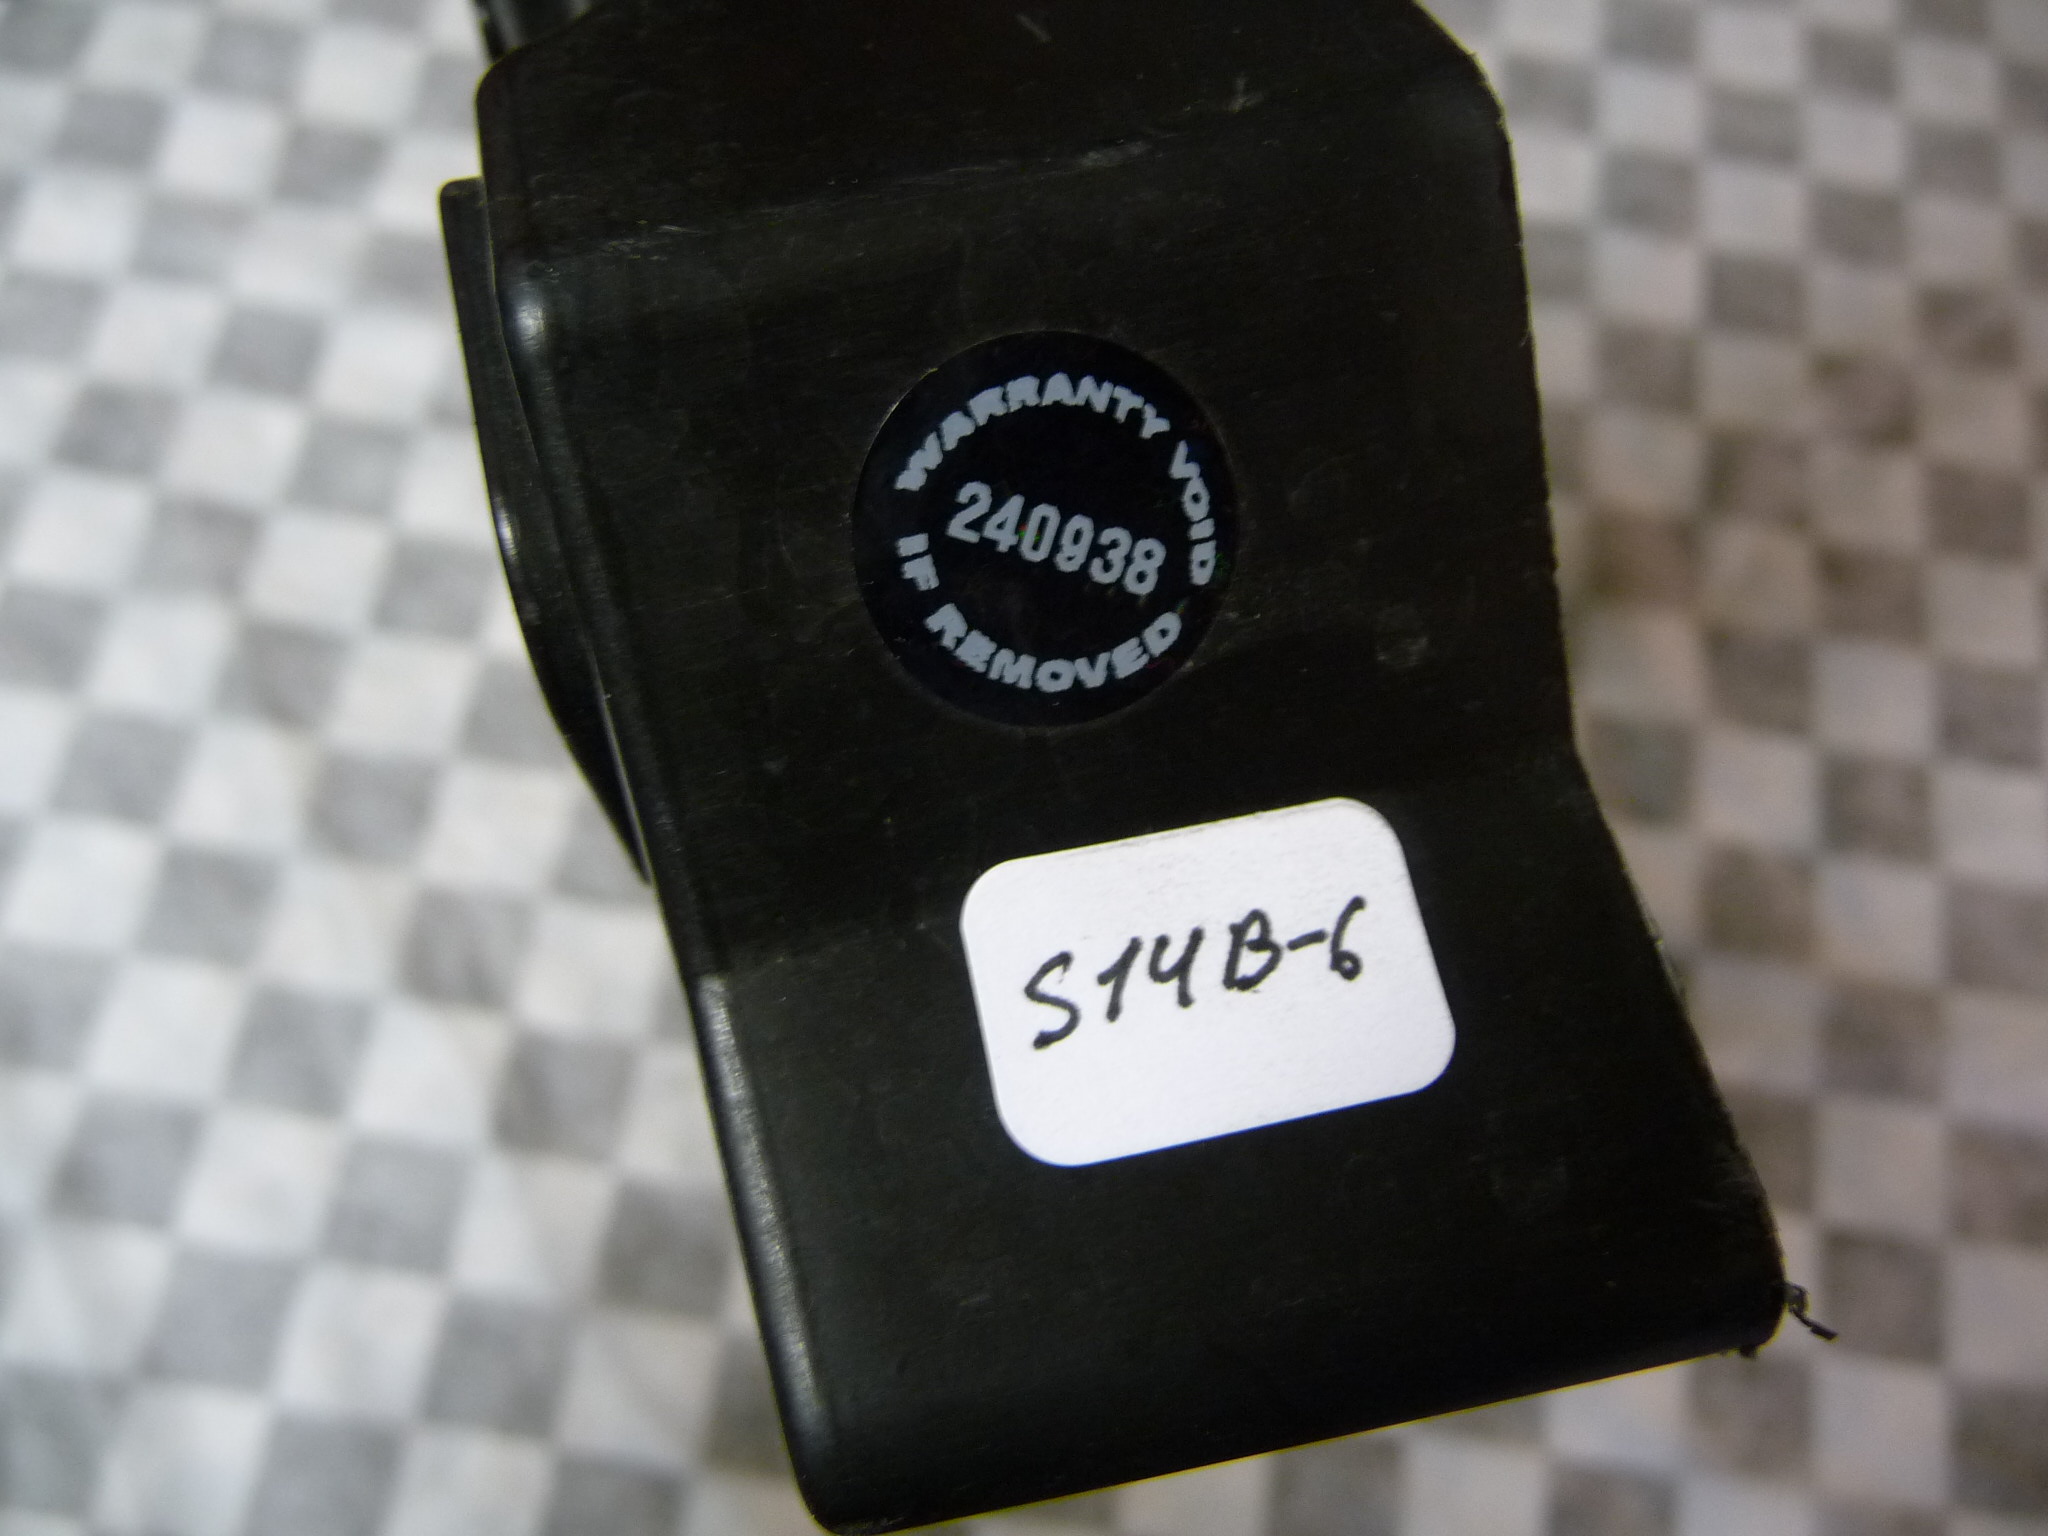 WARRANTY VOID
240938
IF REMOVED
S14B-6